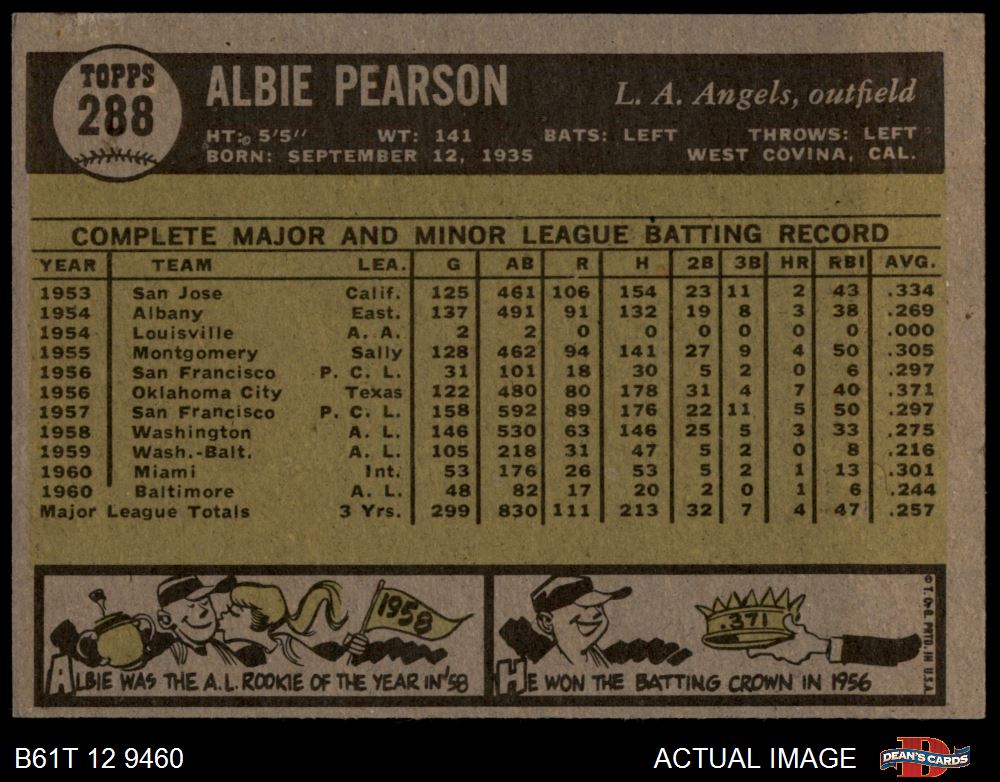 TOPPS
288
ALBIE PEARSON
L. A. Angels, outfield
HT: 5'5" WT: 141 BATS: LEFT THROWS: LEFT
BORN: SEPTEMBER 12, 1935 WEST COVINA, CAL.
COMPLETE MAJOR AND MINOR LEAGUE BATTING RECORD
YEAR TEAM LEA. G AB R H 2B 3B HR RBI AVG.
1953 San Jose Calif. 125 461 106 154 23 11 2 43 .334
1954 Albany East. 137 491 91 132 19 8 3 38 .269
1954 Louisville A. A. 2 2 0 0 0 0 0 0 .000
1955 Montgomery Sally 128 462 94 141 27 9 4 50 .305
1956 San Francisco P. C. L. 31 101 18 30 5 2 0 6 .297
1956 Oklahoma City Texas 122 480 80 178 31 4 7 40 .371
1957 San Francisco P. C. L. 158 592 89 176 22 11 5 50 .297
1958 Washington A. L. 146 530 63 146 25 5 3 33 .275
1959 Wash.-Balt. A. L. 105 218 31 47 5 2 0 8 .216
1960 Miami Int. 53 176 26 53 5 2 1 13 .301
1960 Baltimore A. L. 48 82 17 20 2 0 1 6 .244
Major League Totals 3 Yrs. 299 830 111 213 32 7 4 47 .257
1958
ALBIE WAS THE A.L. ROOKIE OF THE YEAR IN '58
.371
HE WON THE BATTING CROWN IN 1956
© T.C.G. PRTD. IN U.S.A.
B61T 12 9460
ACTUAL IMAGE
DEAN'S CARDS